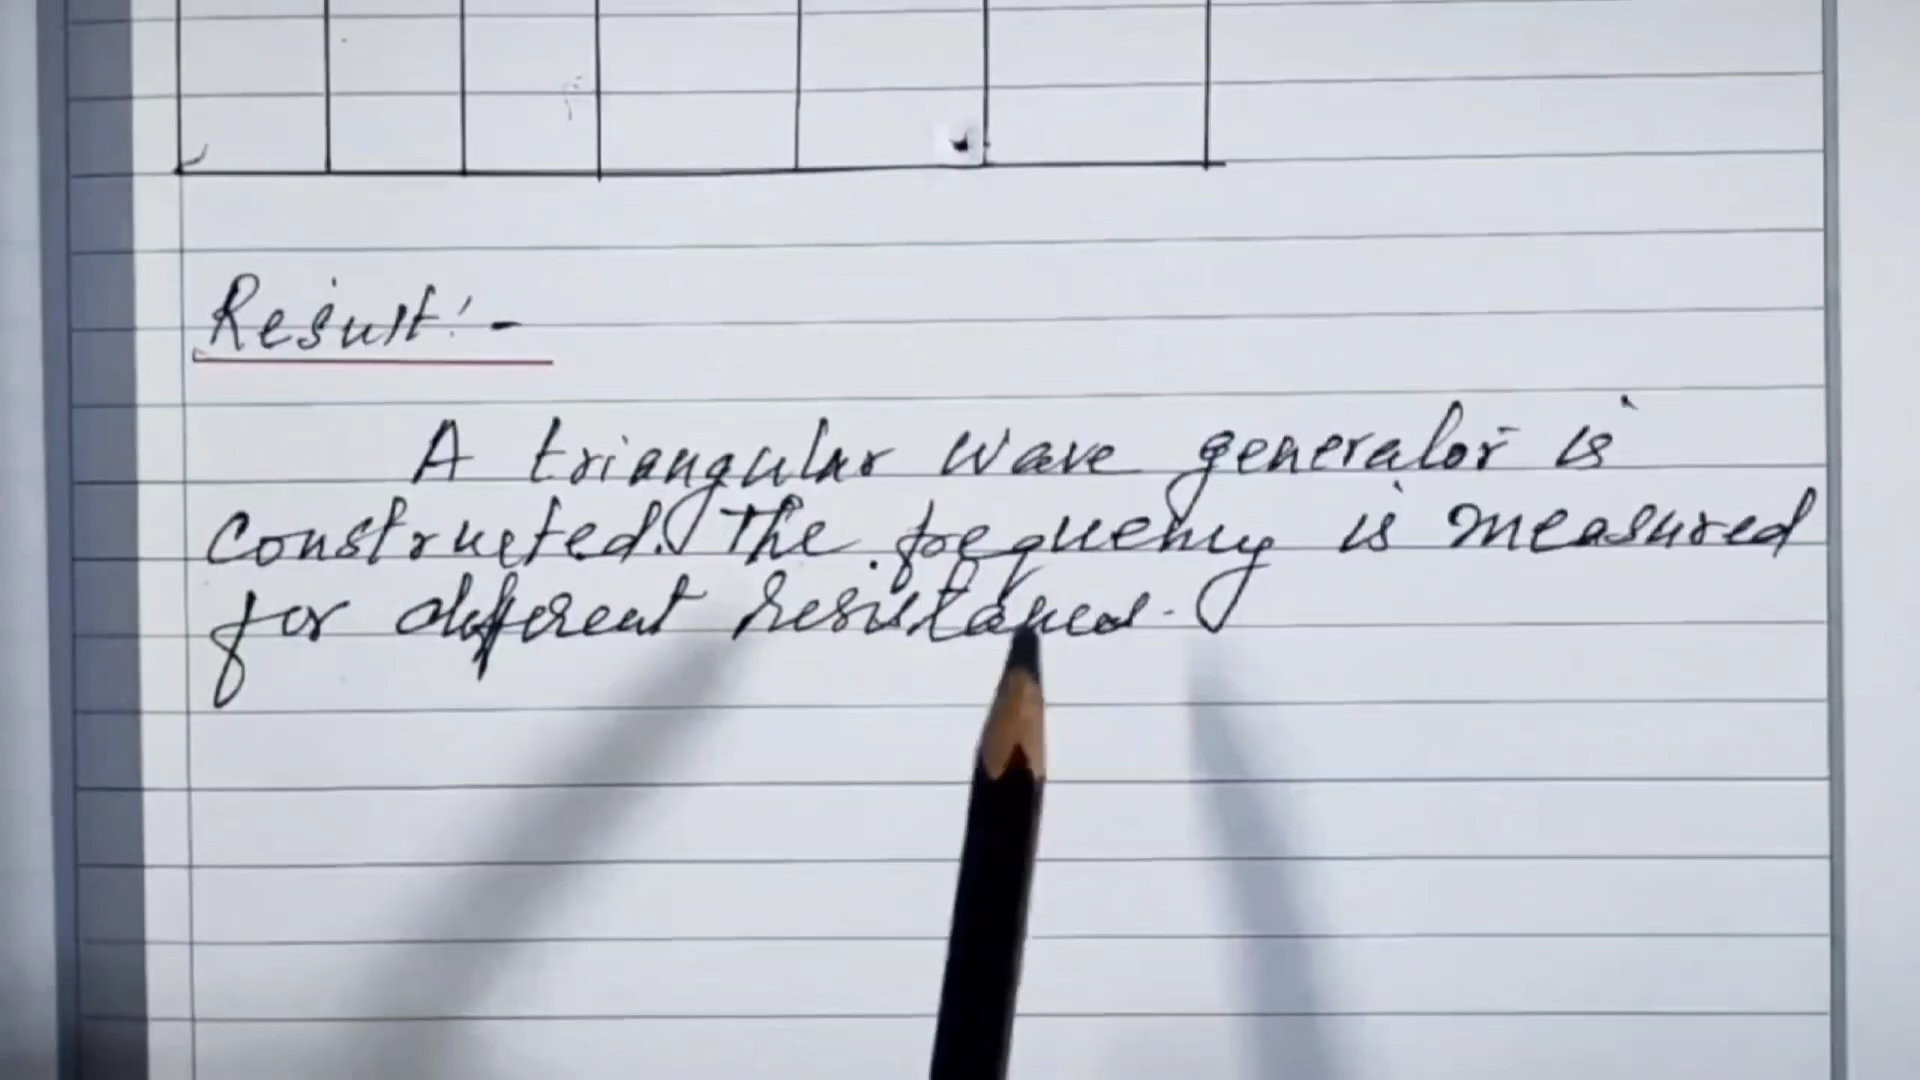 Result:-
A triangular wave generator is
constructed. The frequency is measured
for different resistances.